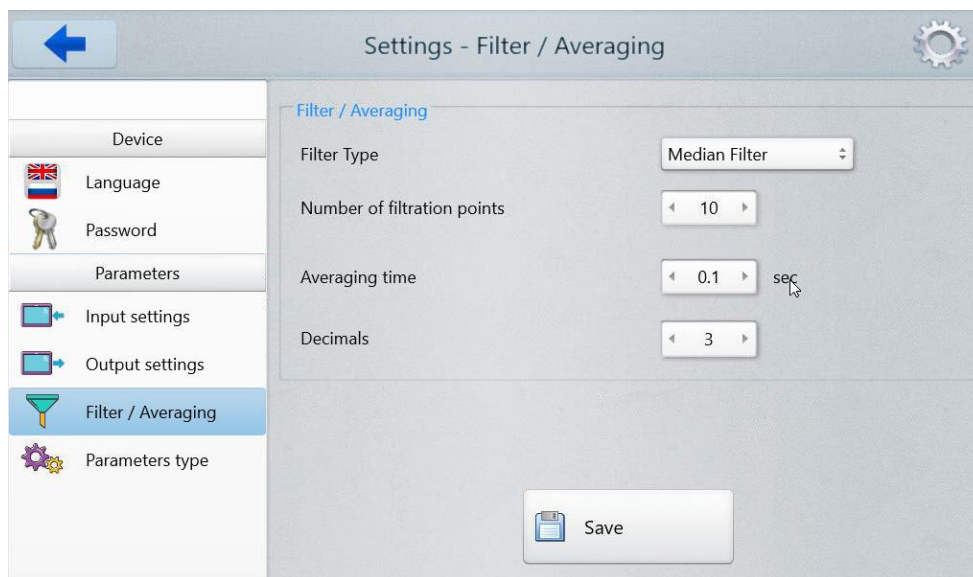 Settings - Filter / Averaging
Device
Language
Password
Parameters
Input settings
Output settings
Filter / Averaging
Parameters type
Filter / Averaging
Filter Type
Median Filter
Number of filtration points
10
Averaging time
0.1
sec
Decimals
3
Save